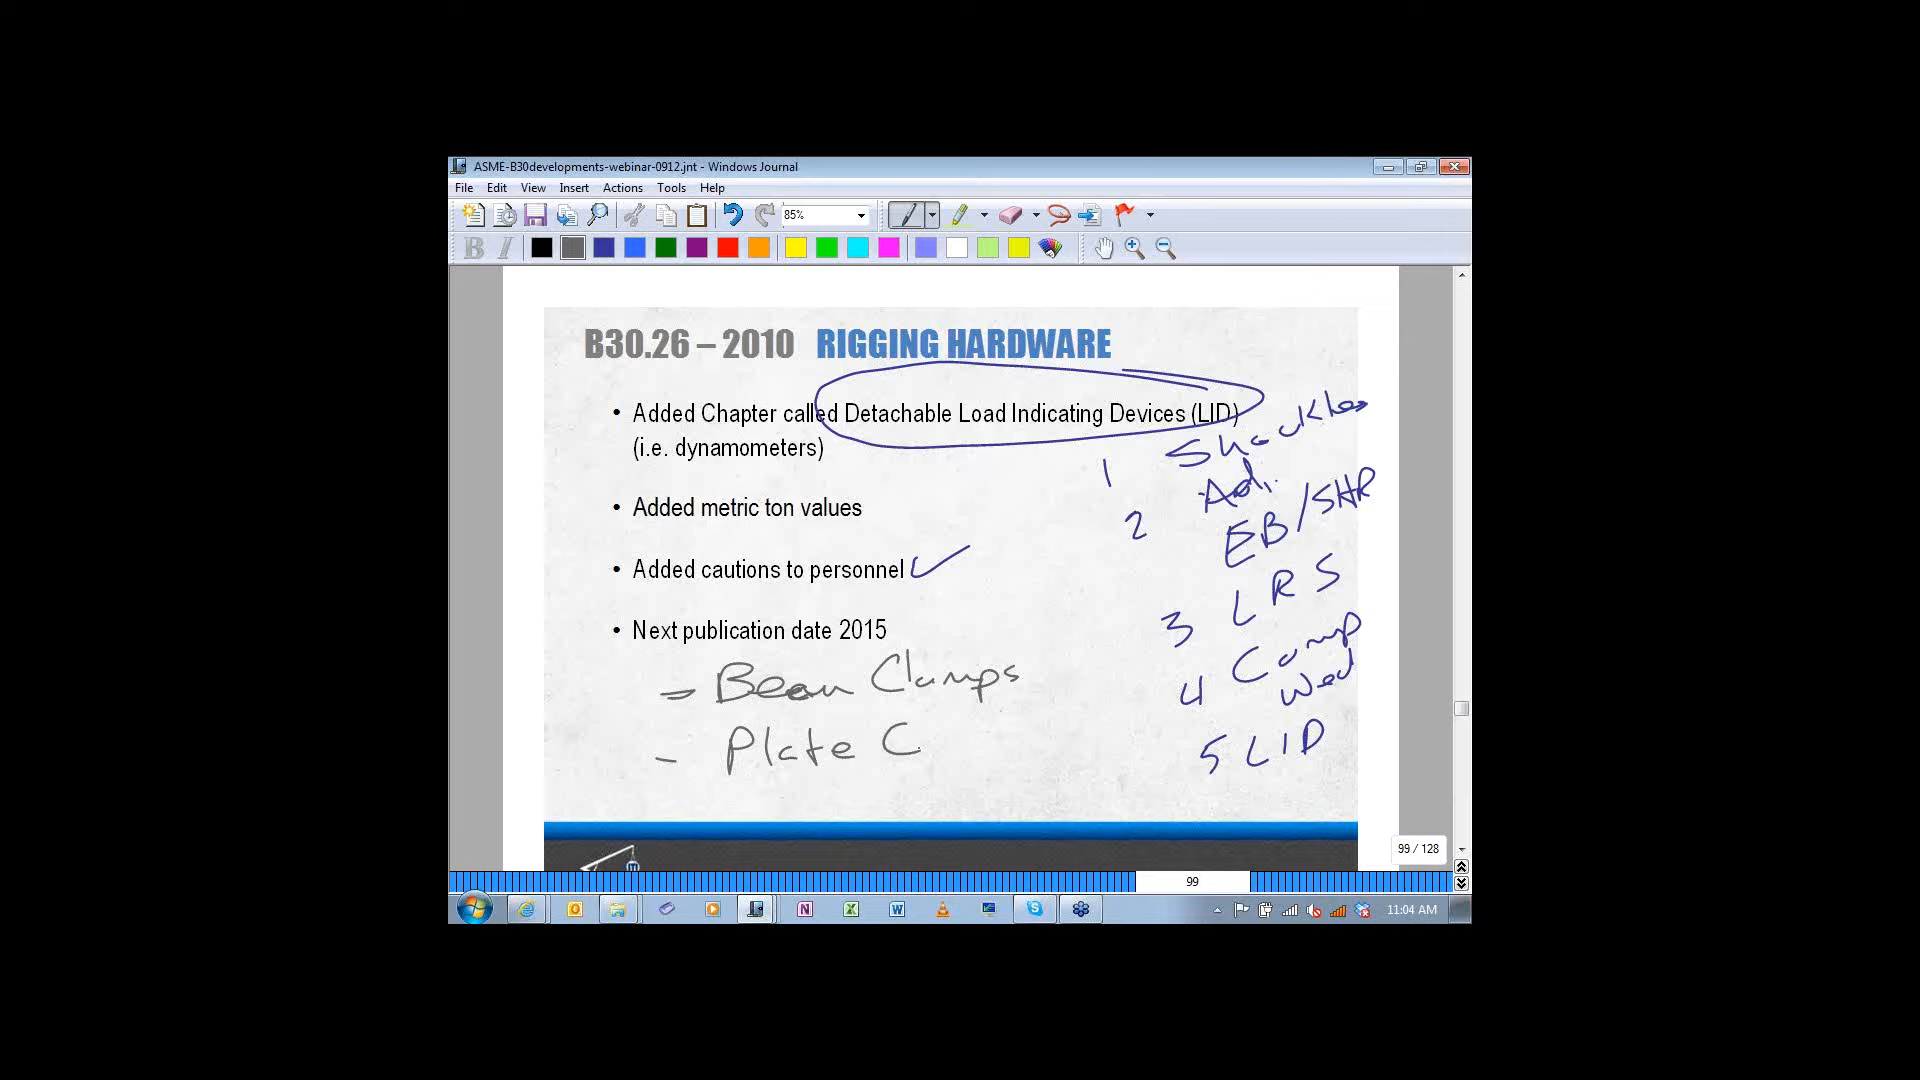 ASME-B30developments-webinar-0912.jnt - Windows Journal
File Edit View Insert Actions Tools Help
85%
B30.26 – 2010 RIGGING HARDWARE
• Added Chapter called Detachable Load Indicating Devices (LID)
(i.e. dynamometers)
• Added metric ton values
• Added cautions to personnel
• Next publication date 2015
- Beam Clamps
- Plate C
1 Shackles
Adj.
2 EB/SHR
3 LRS
4 Comp
Wed
5 LID
99 / 128
99
11:04 AM